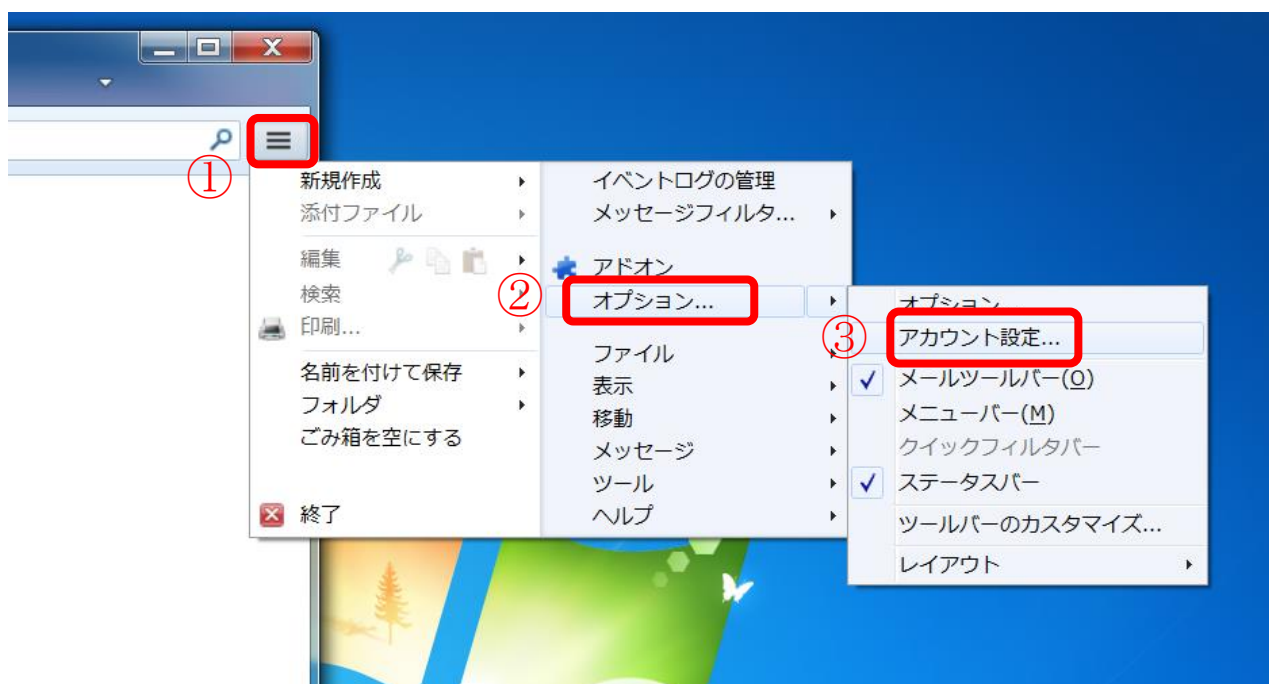 ①
新規作成
添付ファイル
編集
検索
印刷...
名前を付けて保存
フォルダ
ごみ箱を空にする
終了
イベントログの管理
メッセージフィルタ...
アドオン
②
オプション...
ファイル
表示
移動
メッセージ
ツール
ヘルプ
オプション...
③
アカウント設定...
メールツールバー(O)
メニューバー(M)
クイックフィルタバー
ステータスバー
ツールバーのカスタマイズ...
レイアウト